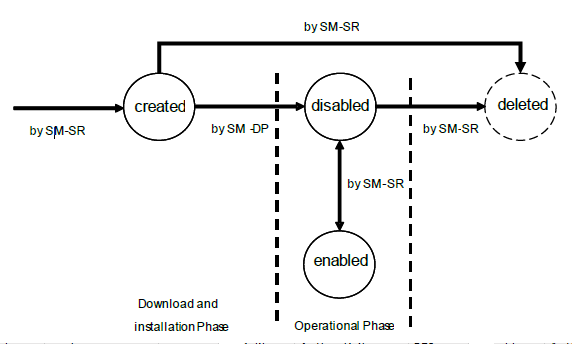 by SM-SR
created
disabled
deleted
by SM-SR
by SM -DP
by SM-SR
by SM-SR
enabled
Download and
installation Phase
Operational Phase